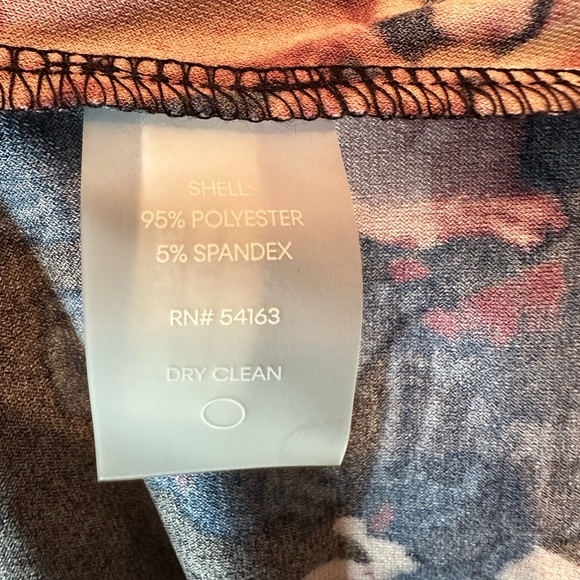 SHELL:
95% POLYESTER
5% SPANDEX
RN# 54163
DRY CLEAN